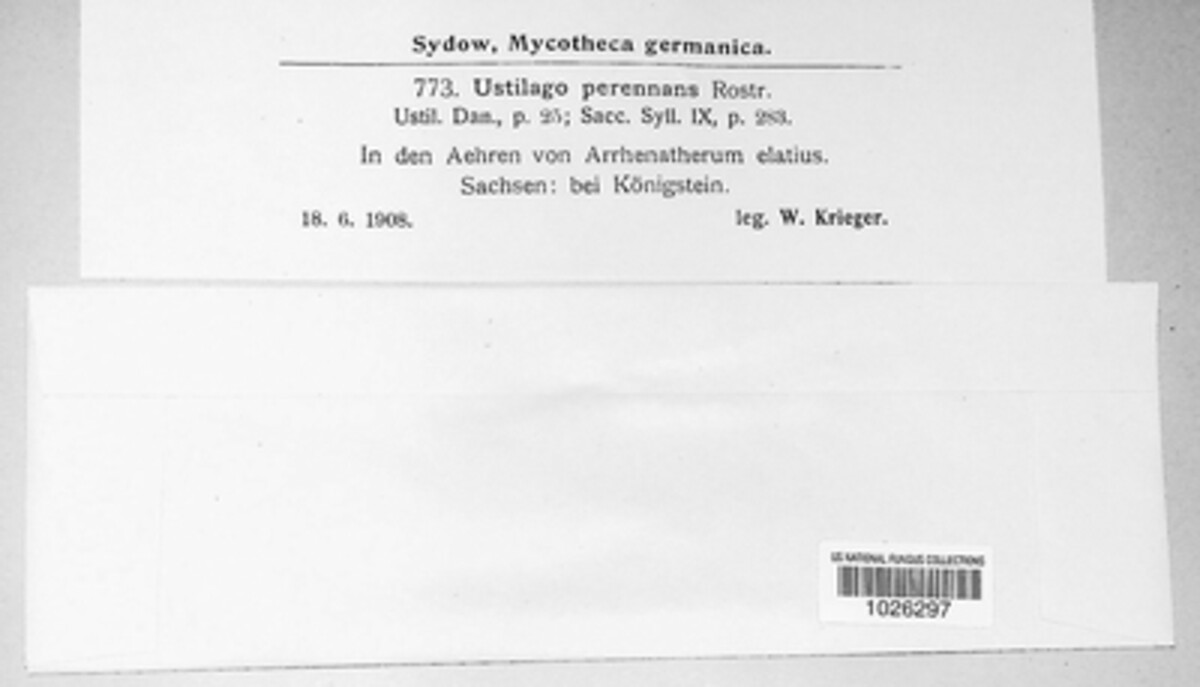 Sydow, Mycotheca germanica.
773. Ustilago perennans Rostr.
Ustil. Dan., p. 25; Sacc. Syll. IX, p. 283.
In den Aehren von Arrhenatherum elatius.
Sachsen: bei Königstein.
18. 6. 1908. leg. W. Krieger.
US NATIONAL FUNGUS COLLECTIONS
1026297